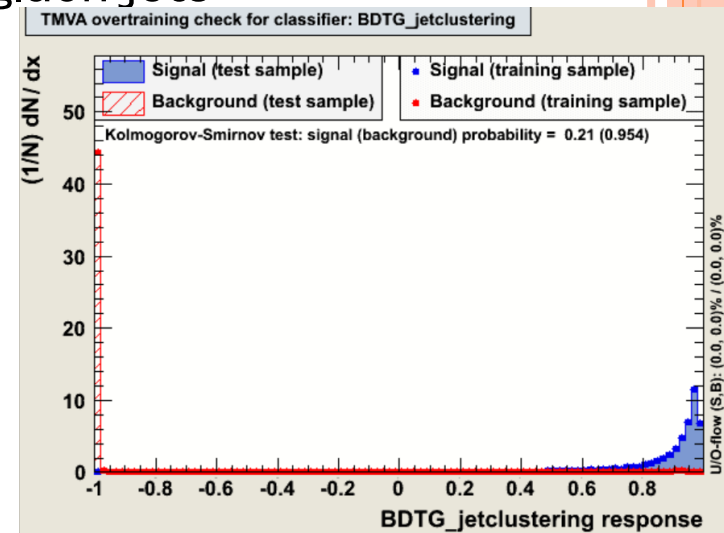 TMVA overtraining check for classifier: BDTG_jetclustering
Signal (test sample)
Background (test sample)
Signal (training sample)
Background (training sample)
Kolmogorov-Smirnov test: signal (background) probability = 0.21 (0.954)
(1/N) dN / dx
50
40
30
20
10
0
-1 -0.8 -0.6 -0.4 -0.2 0 0.2 0.4 0.6 0.8
BDTG_jetclustering response
U/O-flow (S,B): (0.0, 0.0)% / (0.0, 0.0)%